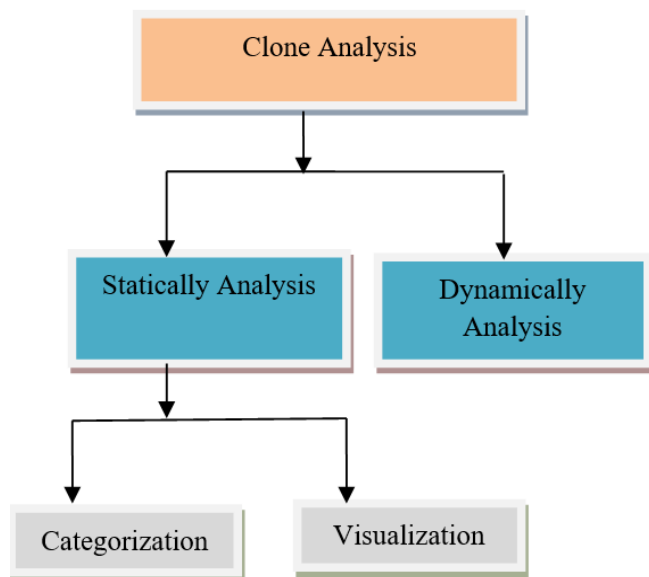 Clone Analysis
Statically Analysis
Dynamically
Analysis
Categorization
Visualization